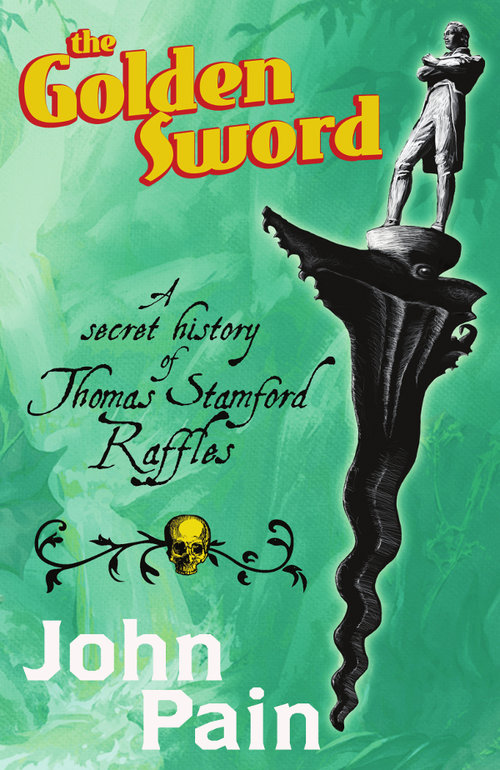 the
Golden
Sword
A
secret history
of
Thomas Stamford
Raffles
John
Pain